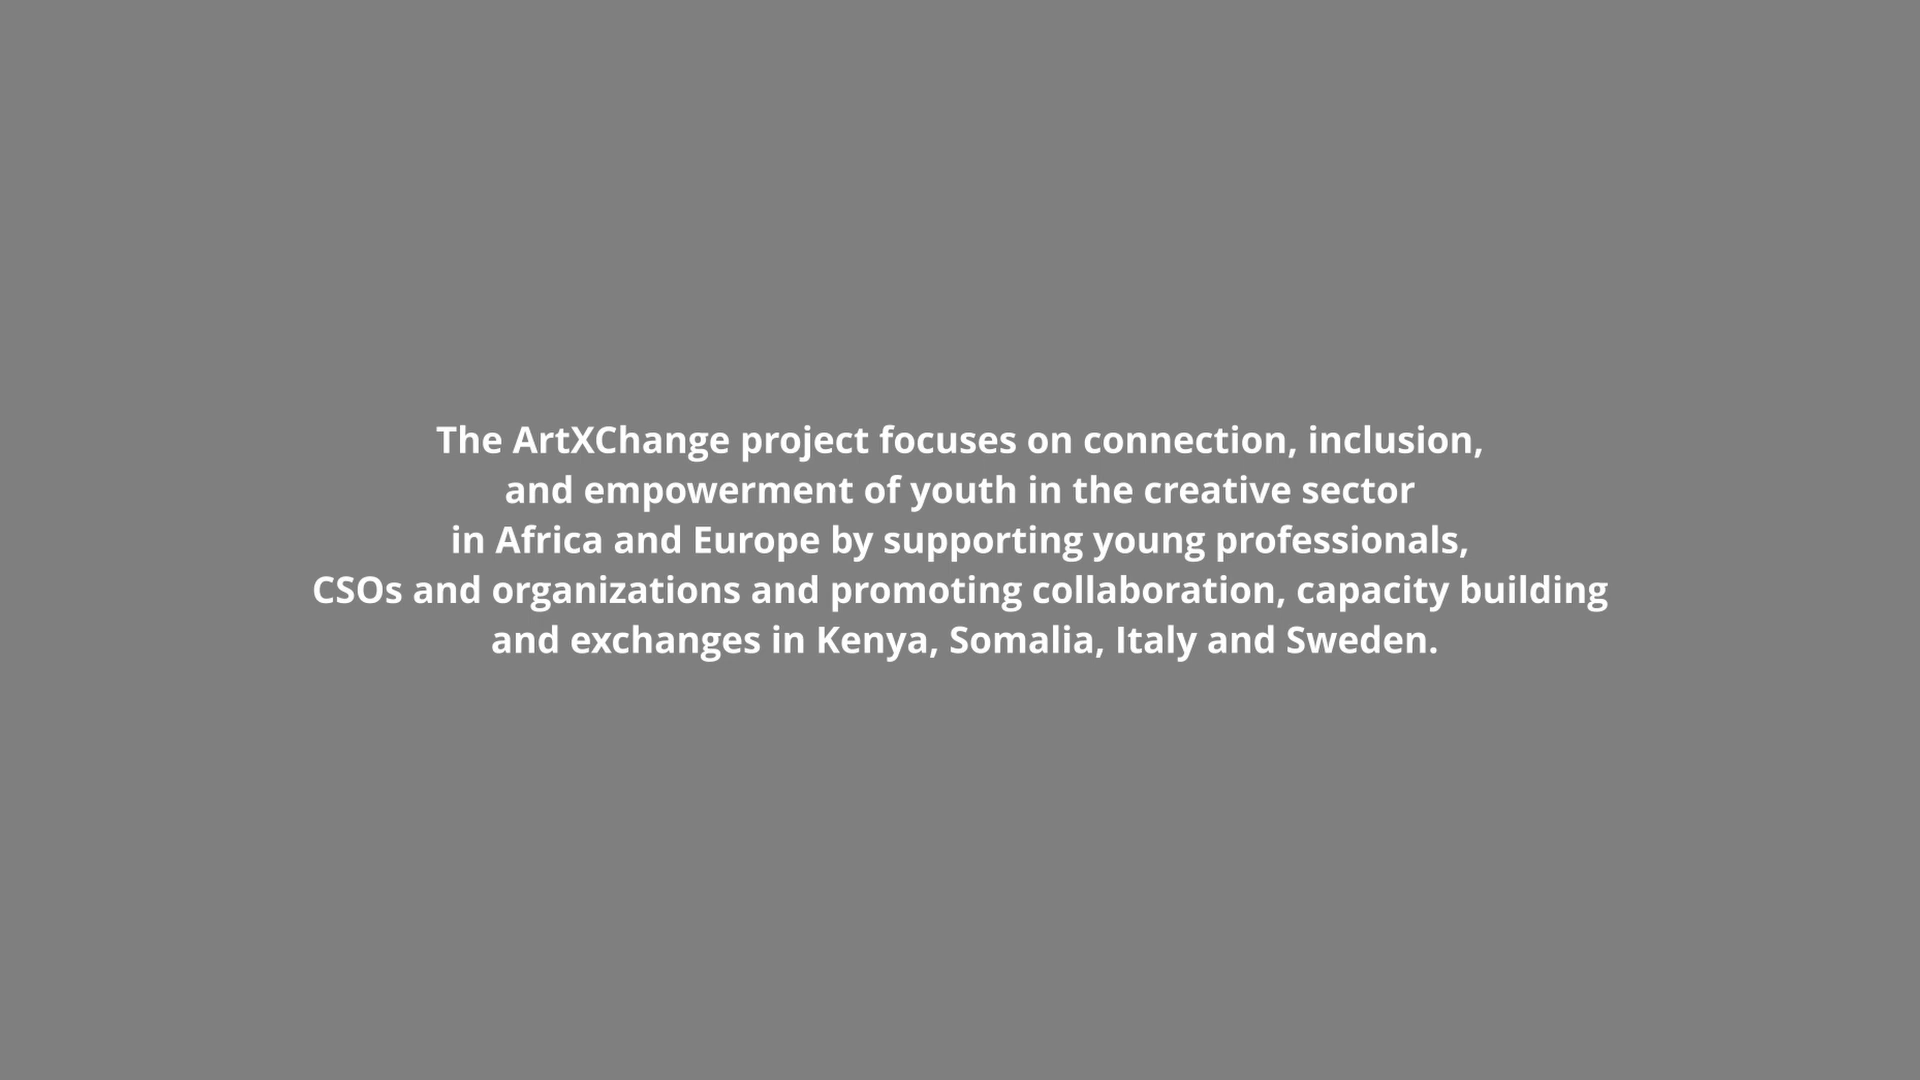 The ArtXChange project focuses on connection, inclusion,
and empowerment of youth in the creative sector
in Africa and Europe by supporting young professionals,
CSOs and organizations and promoting collaboration, capacity building
and exchanges in Kenya, Somalia, Italy and Sweden.